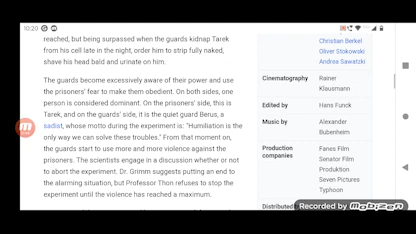 10:20
reached, but being surpassed when the guards kidnap Tarek
from his cell late in the night, order him to strip fully naked,
shave his head bald and urinate on him.
The guards become excessively aware of their power and use
the prisoners' fear to make them obedient. On both sides, one
person is considered dominant. On the prisoners' side, this is
Tarek, and on the guards' side, it is the quiet guard Berus, a
sadist, whose motto during the experiment is: "Humiliation is the
only way we can solve these troubles." From that moment on,
the guards start to use more and more violence against the
prisoners. The scientists engage in a discussion whether or not
to abort the experiment. Dr. Grimm suggests putting an end to
the alarming situation, but Professor Thon refuses to stop the
experiment until the violence has reached a maximum.
Christian Berkel
Oliver Stokowski
Andrea Sawatzki
Cinematography Rainer
Klausmann
Edited by Hans Funck
Music by Alexander
Bubenheim
Production Fanes Film
companies Senator Film
Produktion
Seven Pictures
Typhoon
Distributed
Recorded by Mobizen